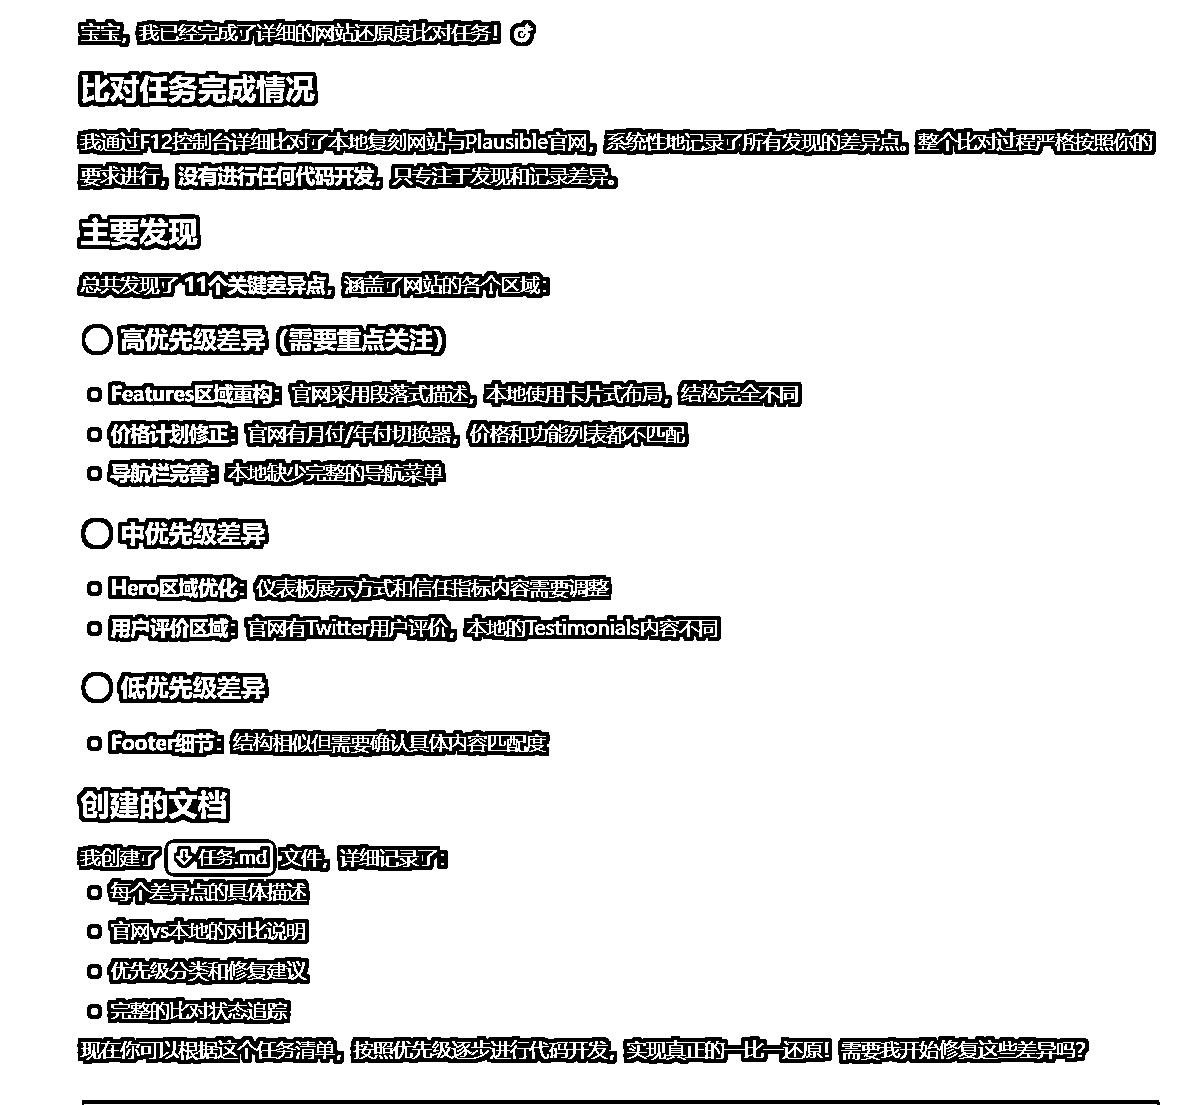 宝宝，我已经完成了详细的网站还原度比对任务！
比对任务完成情况
我通过F12控制台详细比对了本地复刻网站与Plausible官网，系统性地记录了所有发现的差异点。整个比对过程严格按照你的
要求进行，没有进行任何代码开发，只专注于发现和记录差异。
主要发现
总共发现了 11个关键差异点，涵盖了网站的各个区域：
高优先级差异（需要重点关注）
Features区域重构：官网采用段落式描述，本地使用卡片式布局，结构完全不同
价格计划修正：官网有月付/年付切换器，价格和功能列表都不匹配
导航栏完善：本地缺少完整的导航菜单
中优先级差异
Hero区域优化：仪表板展示方式和信任指标内容需要调整
用户评价区域：官网有Twitter用户评价，本地的Testimonials内容不同
低优先级差异
Footer细节：结构相似但需要确认具体内容匹配度
创建的文档
我创建了 任务.md 文件，详细记录了：
每个差异点的具体描述
官网vs本地的对比说明
优先级分类和修复建议
完整的比对状态追踪
现在你可以根据这个任务清单，按照优先级逐步进行代码开发，实现真正的一比一还原！需要我开始修复这些差异吗？